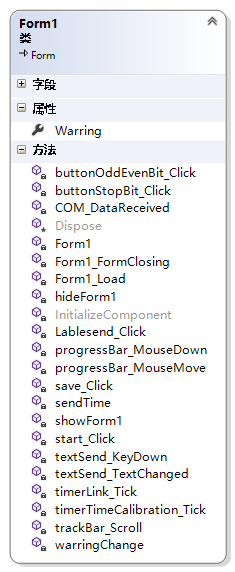 Form1
类
Form
字段
属性
Warring
方法
buttonOddEvenBit_Click
buttonStopBit_Click
COM_DataReceived
Dispose
Form1
Form1_FormClosing
Form1_Load
hideForm1
InitializeComponent
Lablesend_Click
progressBar_MouseDown
progressBar_MouseMove
save_Click
sendTime
showForm1
start_Click
textSend_KeyDown
textSend_TextChanged
timerLink_Tick
timerTimeCalibration_Tick
trackBar_Scroll
warringChange